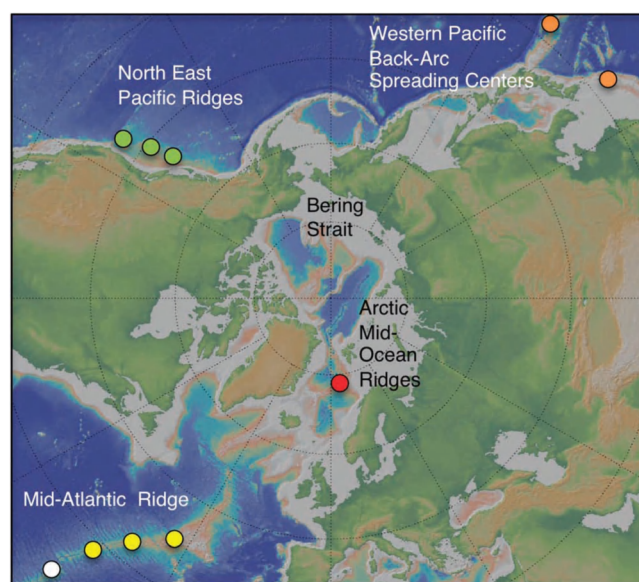 Western Pacific
Back-Arc
Spreading Centers
North East
Pacific Ridges
Bering
Strait
Arctic
Mid-
Ocean
Ridges
Mid-Atlantic Ridge